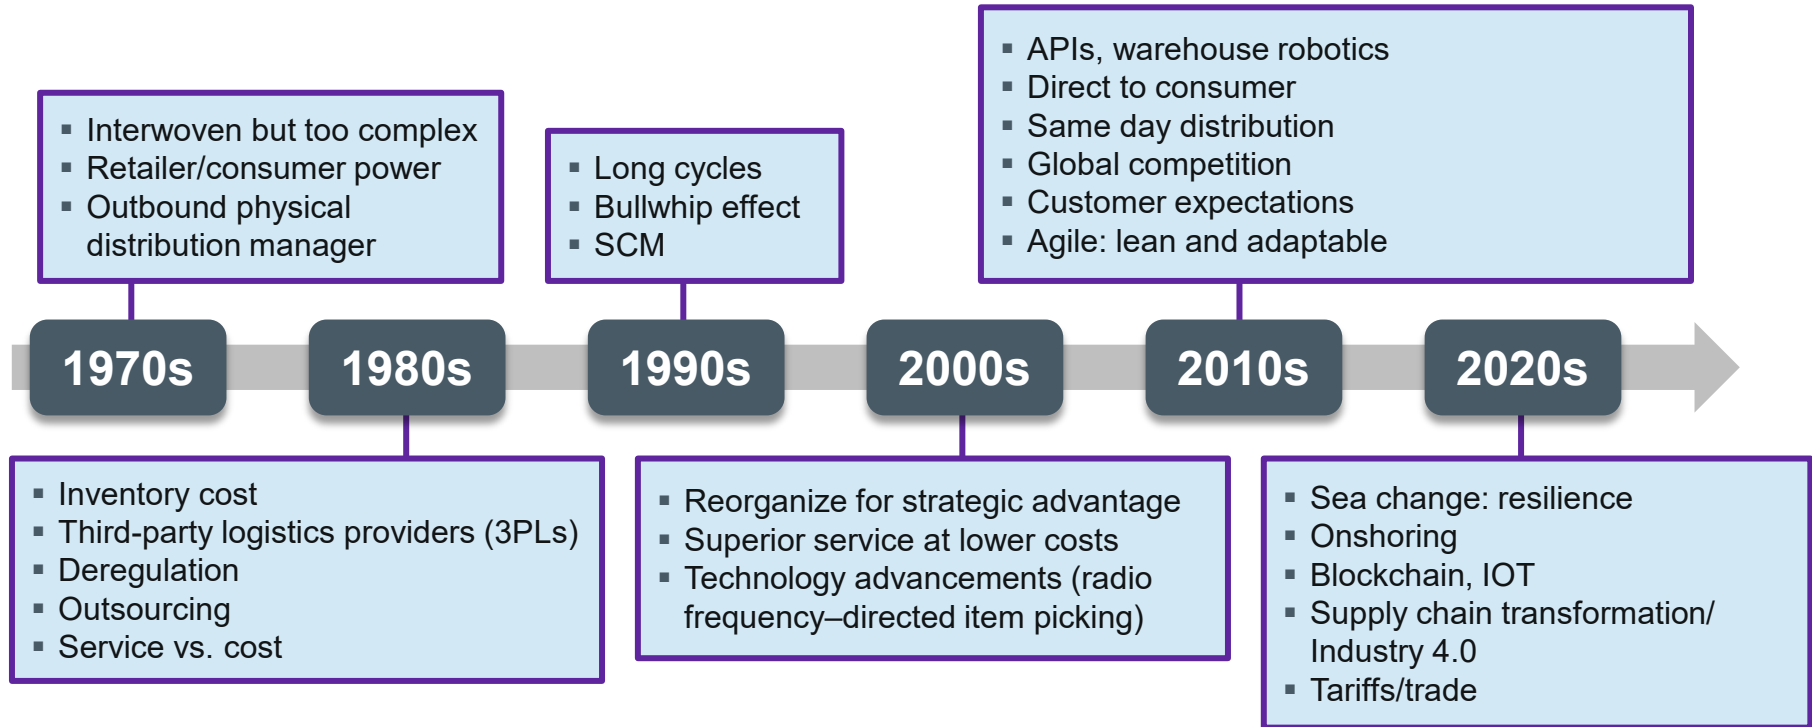 ▪ Interwoven but too complex
▪ Retailer/consumer power
▪ Outbound physical
distribution manager
▪ Long cycles
▪ Bullwhip effect
▪ SCM
▪ APIs, warehouse robotics
▪ Direct to consumer
▪ Same day distribution
▪ Global competition
▪ Customer expectations
▪ Agile: lean and adaptable
1970s
1980s
1990s
2000s
2010s
2020s
▪ Inventory cost
▪ Third-party logistics providers (3PLs)
▪ Deregulation
▪ Outsourcing
▪ Service vs. cost
▪ Reorganize for strategic advantage
▪ Superior service at lower costs
▪ Technology advancements (radio
frequency–directed item picking)
▪ Sea change: resilience
▪ Onshoring
▪ Blockchain, IOT
▪ Supply chain transformation/
Industry 4.0
▪ Tariffs/trade